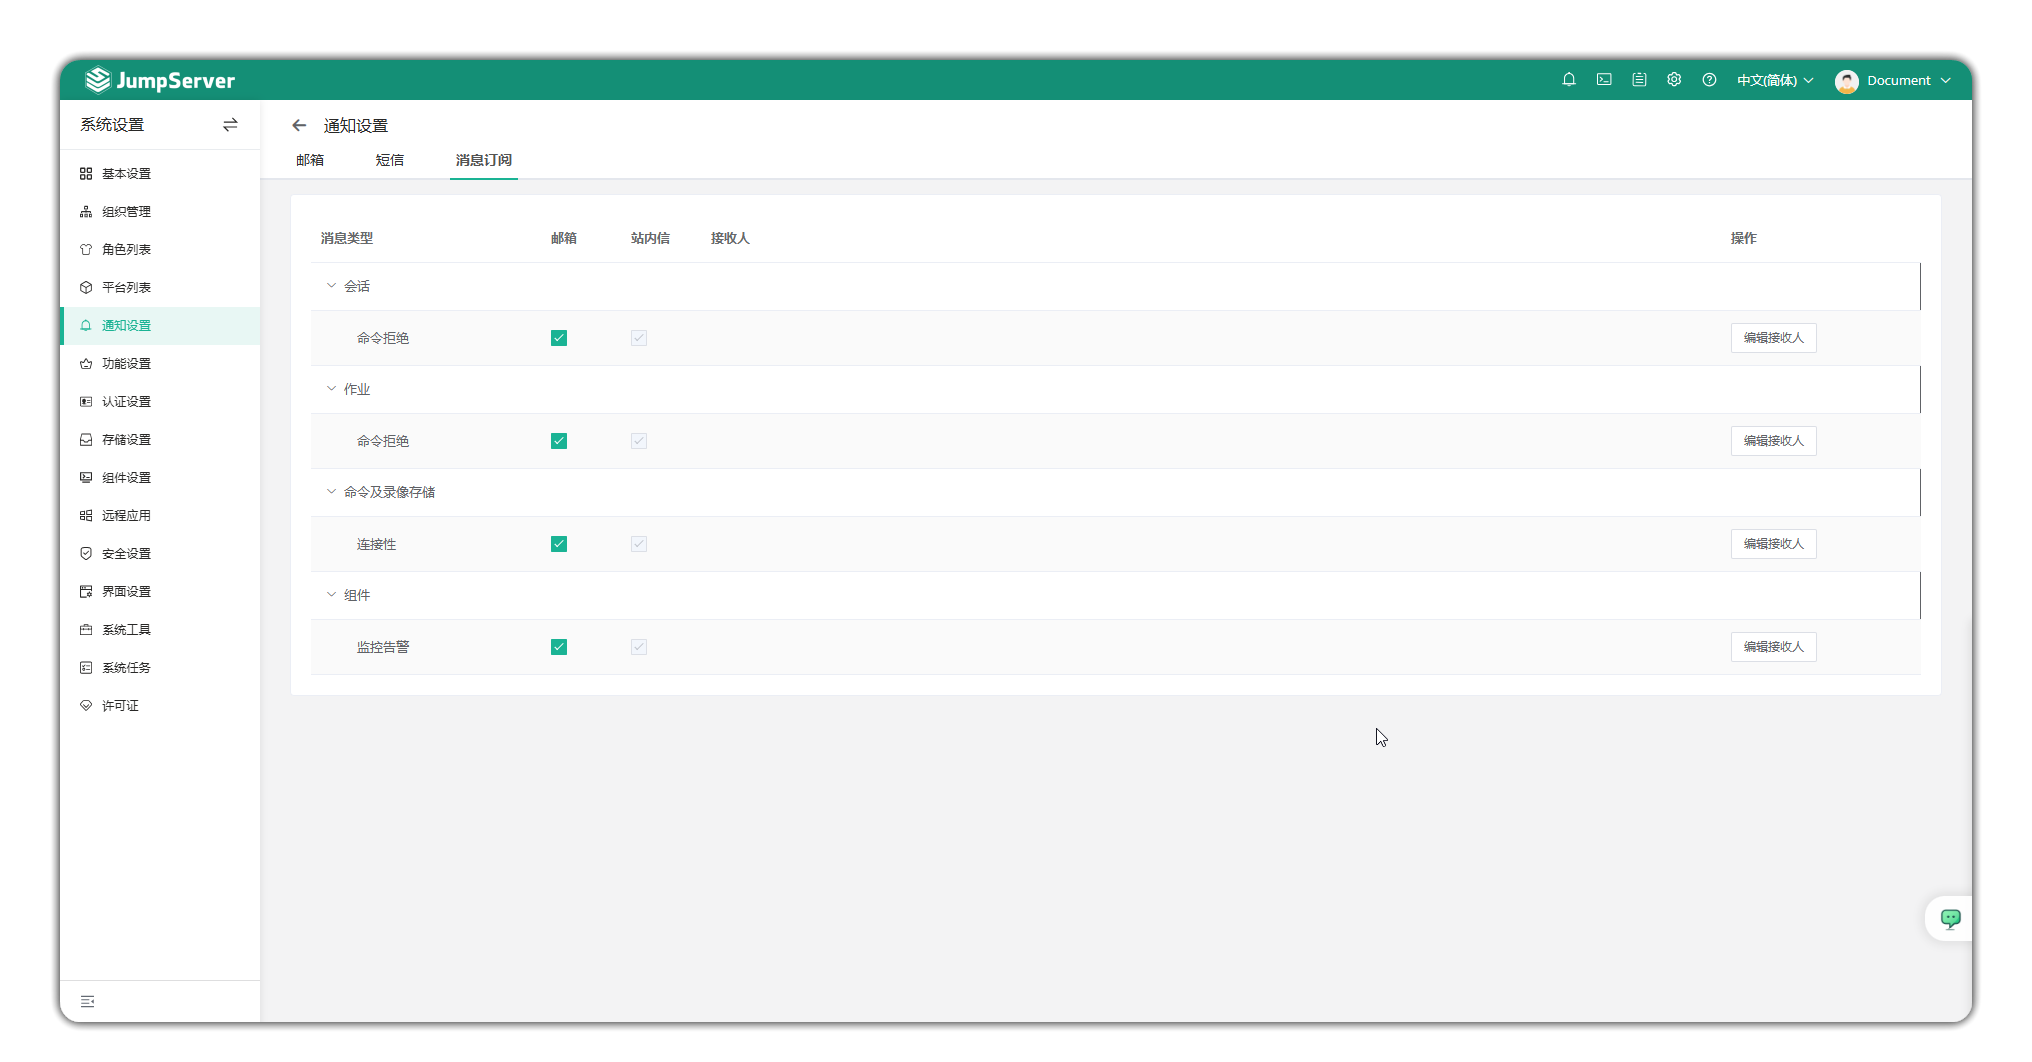 JumpServer
中文(简体)
Document
系统设置
通知设置
邮箱 短信 消息订阅
基本设置
组织管理
角色列表
平台列表
通知设置
功能设置
认证设置
存储设置
组件设置
远程应用
安全设置
界面设置
系统工具
系统任务
许可证
消息类型 邮箱 站内信 接收人 操作
会话
命令拒绝 编辑接收人
作业
命令拒绝 编辑接收人
命令及录像存储
连接性 编辑接收人
组件
监控告警 编辑接收人